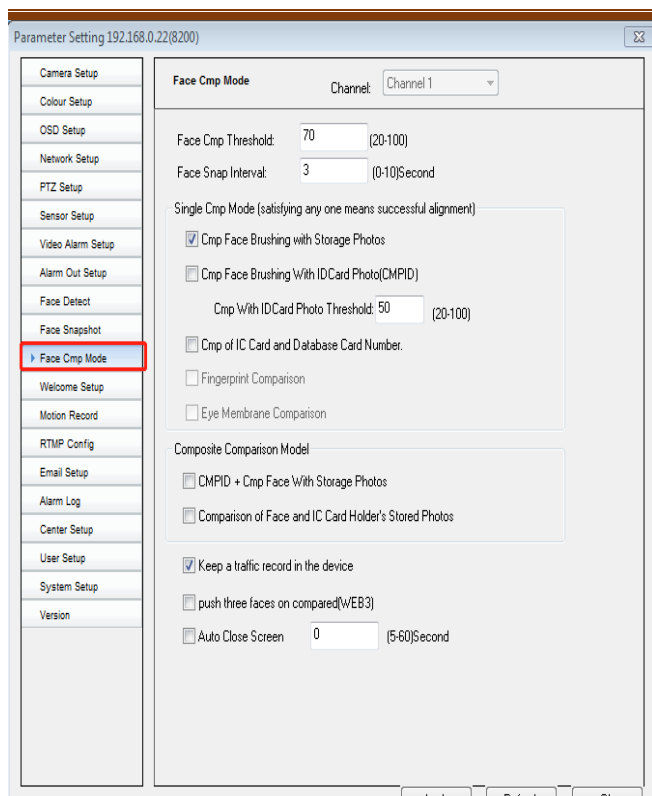 Parameter Setting 192.168.0.22(8200)
Camera Setup
Colour Setup
OSD Setup
Network Setup
PTZ Setup
Sensor Setup
Video Alarm Setup
Alarm Out Setup
Face Detect
Face Snapshot
Face Cmp Mode
Welcome Setup
Motion Record
RTMP Config
Email Setup
Alarm Log
Center Setup
User Setup
System Setup
Version
Face Cmp Mode Channel: Channel 1
Face Cmp Threshold: 70 (20-100)
Face Snap Interval: 3 (0-10)Second
Single Cmp Mode (satisfying any one means successful alignment)
Cmp Face Brushing with Storage Photos
Cmp Face Brushing With IDCard Photo(CMPID)
Cmp With IDCard Photo Threshold: 50 (20-100)
Cmp of IC Card and Database Card Number.
Fingerprint Comparison
Eye Membrane Comparison
Composite Comparison Model
CMPID + Cmp Face With Storage Photos
Comparison of Face and IC Card Holder's Stored Photos
Keep a traffic record in the device
push three faces on compared(WEB3)
Auto Close Screen 0 (5-60)Second